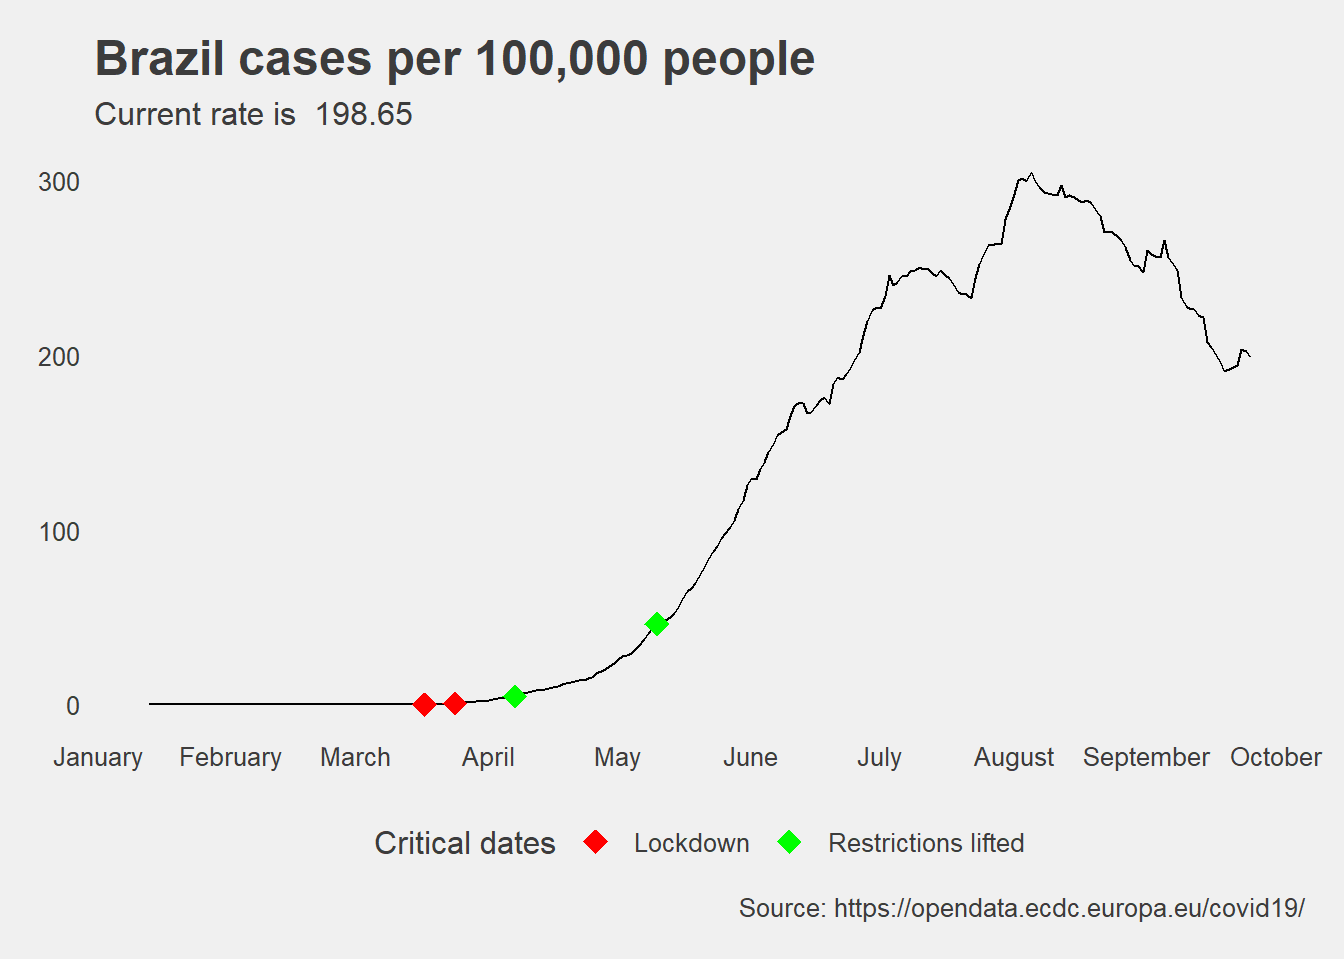 Brazil cases per 100,000 people
Current rate is  198.65
300
200
100
0
January February March April May June July August September October
Critical dates Lockdown Restrictions lifted
Source: https://opendata.ecdc.europa.eu/covid19/